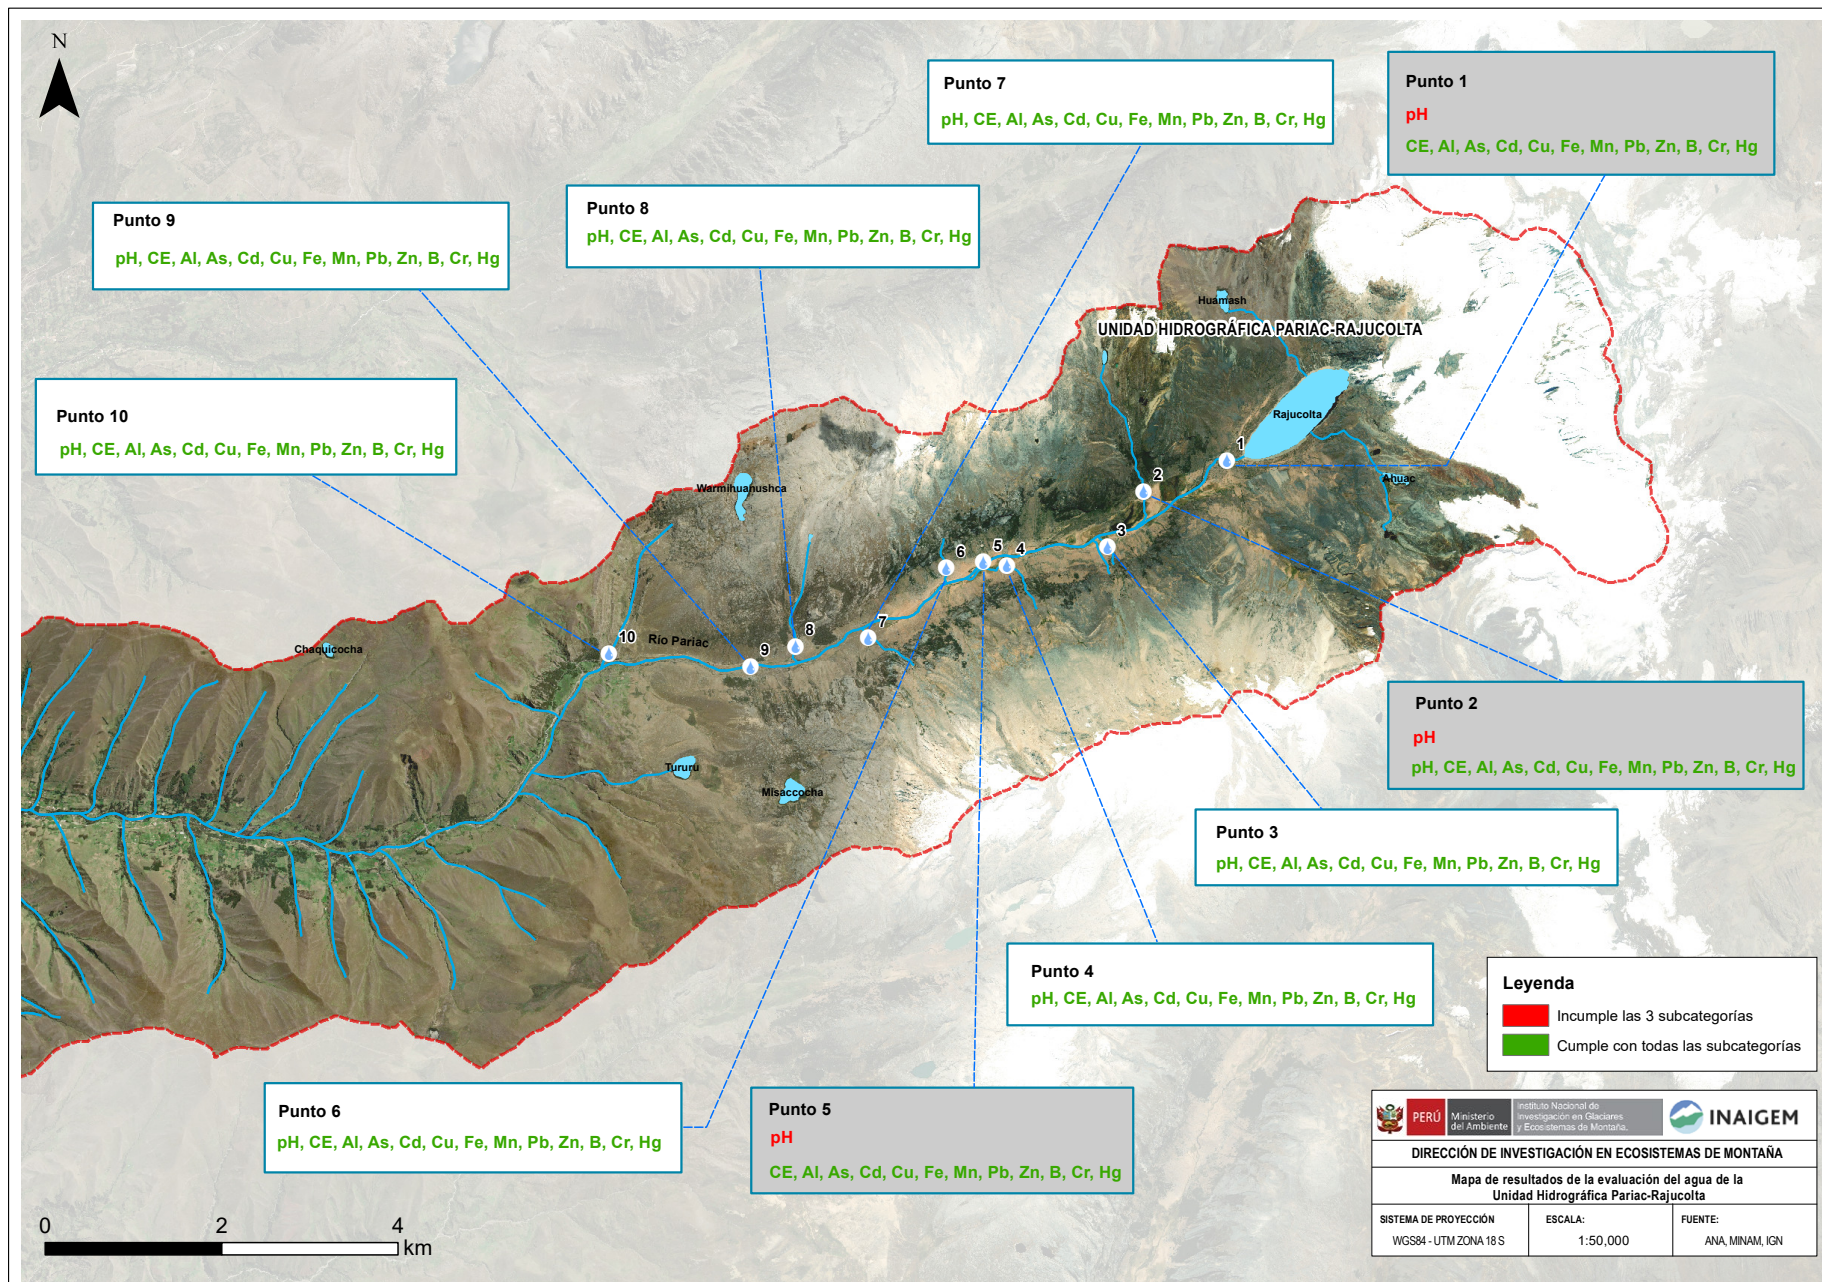 N
Punto 7
pH, CE, Al, As, Cd, Cu, Fe, Mn, Pb, Zn, B, Cr, Hg
Punto 1
pH
CE, Al, As, Cd, Cu, Fe, Mn, Pb, Zn, B, Cr, Hg
Punto 8
pH, CE, Al, As, Cd, Cu, Fe, Mn, Pb, Zn, B, Cr, Hg
Punto 9
pH, CE, Al, As, Cd, Cu, Fe, Mn, Pb, Zn, B, Cr, Hg
Huamash
UNIDAD HIDROGRÁFICA PARIAC-RAJUCOLTA
Punto 10
pH, CE, Al, As, Cd, Cu, Fe, Mn, Pb, Zn, B, Cr, Hg
Rajucolta
1
Ahuac
2
Warmihuañushca
3
4
5
6
7
8
9
10
Río Pariac
Chaquicocha
Tururu
Misaccocha
Punto 2
pH
pH, CE, Al, As, Cd, Cu, Fe, Mn, Pb, Zn, B, Cr, Hg
Punto 3
pH, CE, Al, As, Cd, Cu, Fe, Mn, Pb, Zn, B, Cr, Hg
Punto 4
pH, CE, Al, As, Cd, Cu, Fe, Mn, Pb, Zn, B, Cr, Hg
Punto 6
pH, CE, Al, As, Cd, Cu, Fe, Mn, Pb, Zn, B, Cr, Hg
Punto 5
pH
CE, Al, As, Cd, Cu, Fe, Mn, Pb, Zn, B, Cr, Hg
Leyenda
Incumple las 3 subcategorías
Cumple con todas las subcategorías
PERÚ
Ministerio
del Ambiente
Instituto Nacional de
Investigación en Glaciares
y Ecosistemas de Montaña.
INAIGEM
DIRECCIÓN DE INVESTIGACIÓN EN ECOSISTEMAS DE MONTAÑA
Mapa de resultados de la evaluación del agua de la
Unidad Hidrográfica Pariac-Rajucolta
SISTEMA DE PROYECCIÓN
WGS84 - UTM ZONA 18 S
ESCALA:
1:50,000
FUENTE:
ANA, MINAM, IGN
0 2 4
km